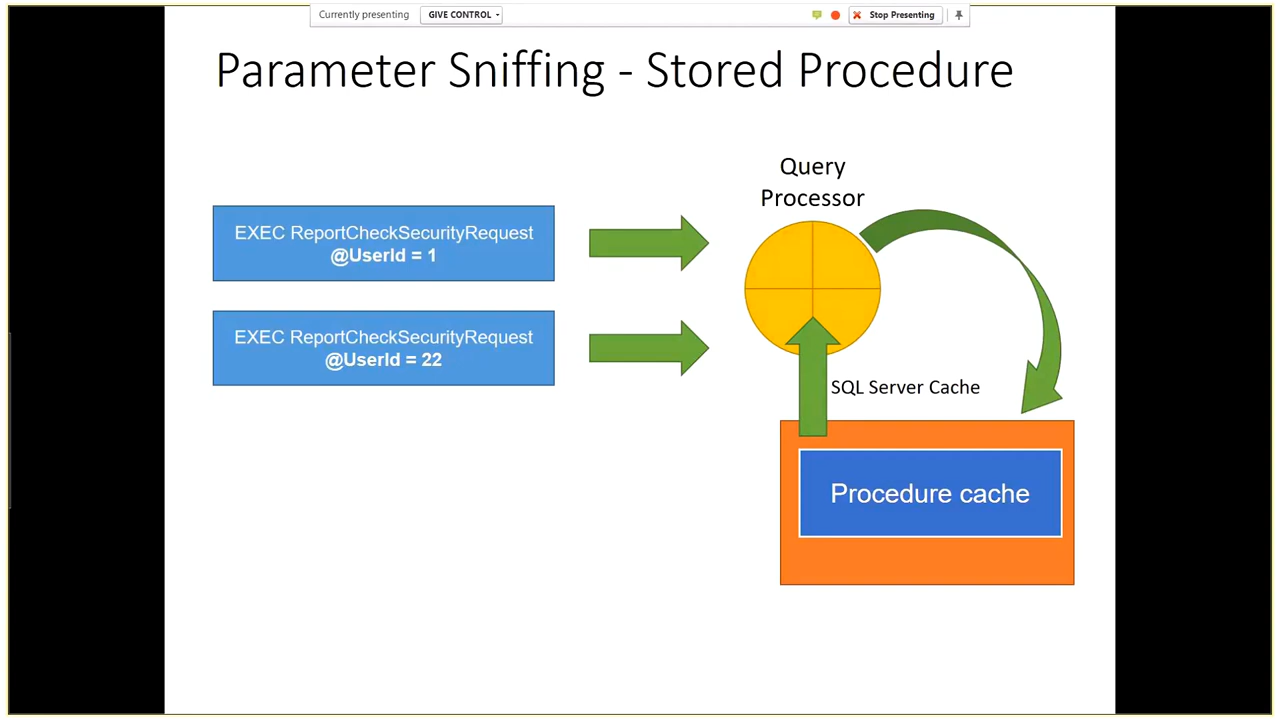 Currently presenting
GIVE CONTROL
Stop Presenting
Parameter Sniffing - Stored Procedure
Query
Processor
EXEC ReportCheckSecurityRequest
@UserId = 1
EXEC ReportCheckSecurityRequest
@UserId = 22
SQL Server Cache
Procedure cache